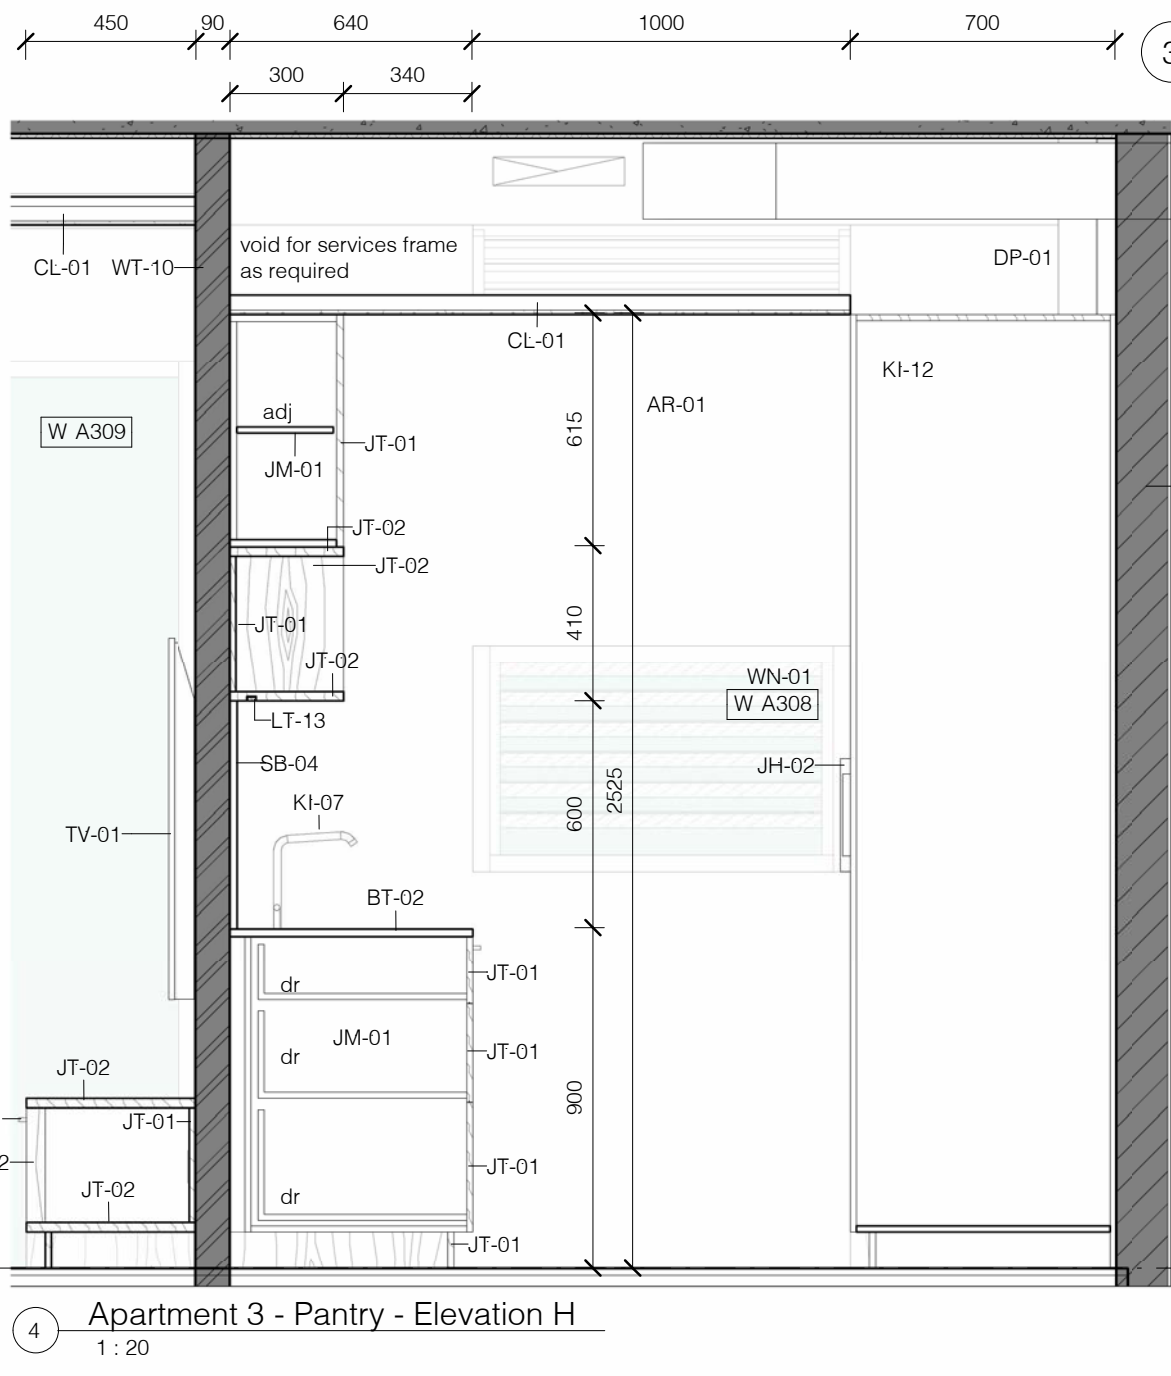 450 90 640 1000 700
3
300 340
void for services frame
as required
CL-01 WT-10
DP-01
CL-01
KI-12
AR-01
adj
615
W A309
JT-01
JM-01
JT-02
JT-02
JT-01
410
JT-02
WN-01
W A308
LT-13
SB-04
JH-02
2525
KI-07
600
TV-01
BT-02
JT-01
dr
JM-01
JT-01
dr
JT-02
900
JT-01
2
JT-01
JT-02
dr
JT-01
4 Apartment 3 - Pantry - Elevation H
1 : 20